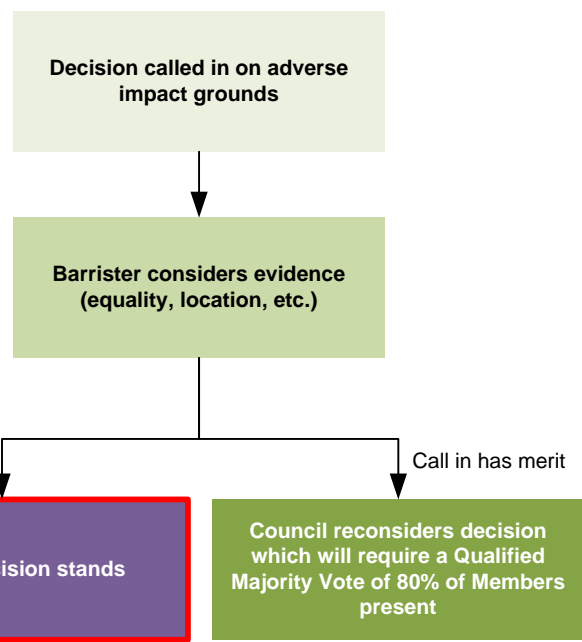 Decision called in on adverse
impact grounds
Barrister considers evidence
(equality, location, etc.)
Call in has merit
stands
Council reconsiders decision
which will require a Qualified
Majority Vote of 80% of Members
present